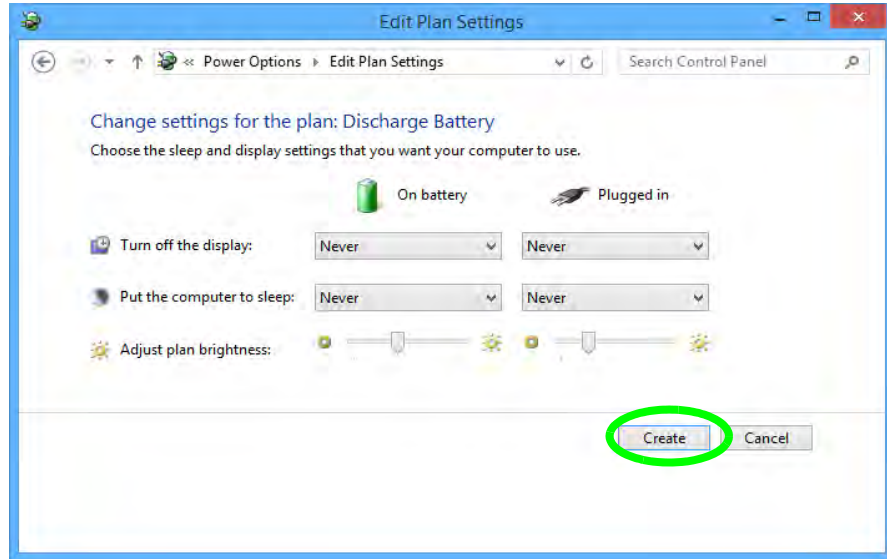 Edit Plan Settings
« Power Options Edit Plan Settings Search Control Panel
Change settings for the plan: Discharge Battery
Choose the sleep and display settings that you want your computer to use.
On battery Plugged in
Turn off the display: Never Never
Put the computer to sleep: Never Never
Adjust plan brightness:
Create Cancel